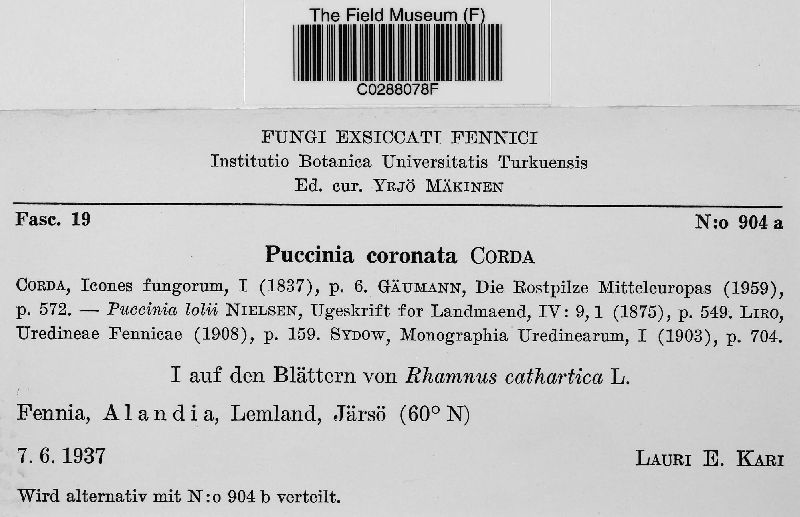 The Field Museum (F)
C0288078F
FUNGI EXSICCATI FENNICI
Institutio Botanica Universitatis Turkuensis
Ed. cur. YRJÖ MÄKINEN
Fasc. 19 N:o 904 a
Puccinia coronata CORDA
CORDA, Icones fungorum, I (1837), p. 6. GÄUMANN, Die Rostpilze Mitteleuropas (1959),
p. 572. — Puccinia lolii NIELSEN, Ugeskrift for Landmaend, IV: 9,1 (1875), p. 549. LIRO,
Uredineae Fennicae (1908), p. 159. SYDOW, Monographia Uredinearum, I (1903), p. 704.
I auf den Blättern von Rhamnus cathartica L.
Fennia, Alandia, Lemland, Järsö (60° N)
7. 6. 1937 LAURI E. KARI
Wird alternativ mit N:o 904 b verteilt.